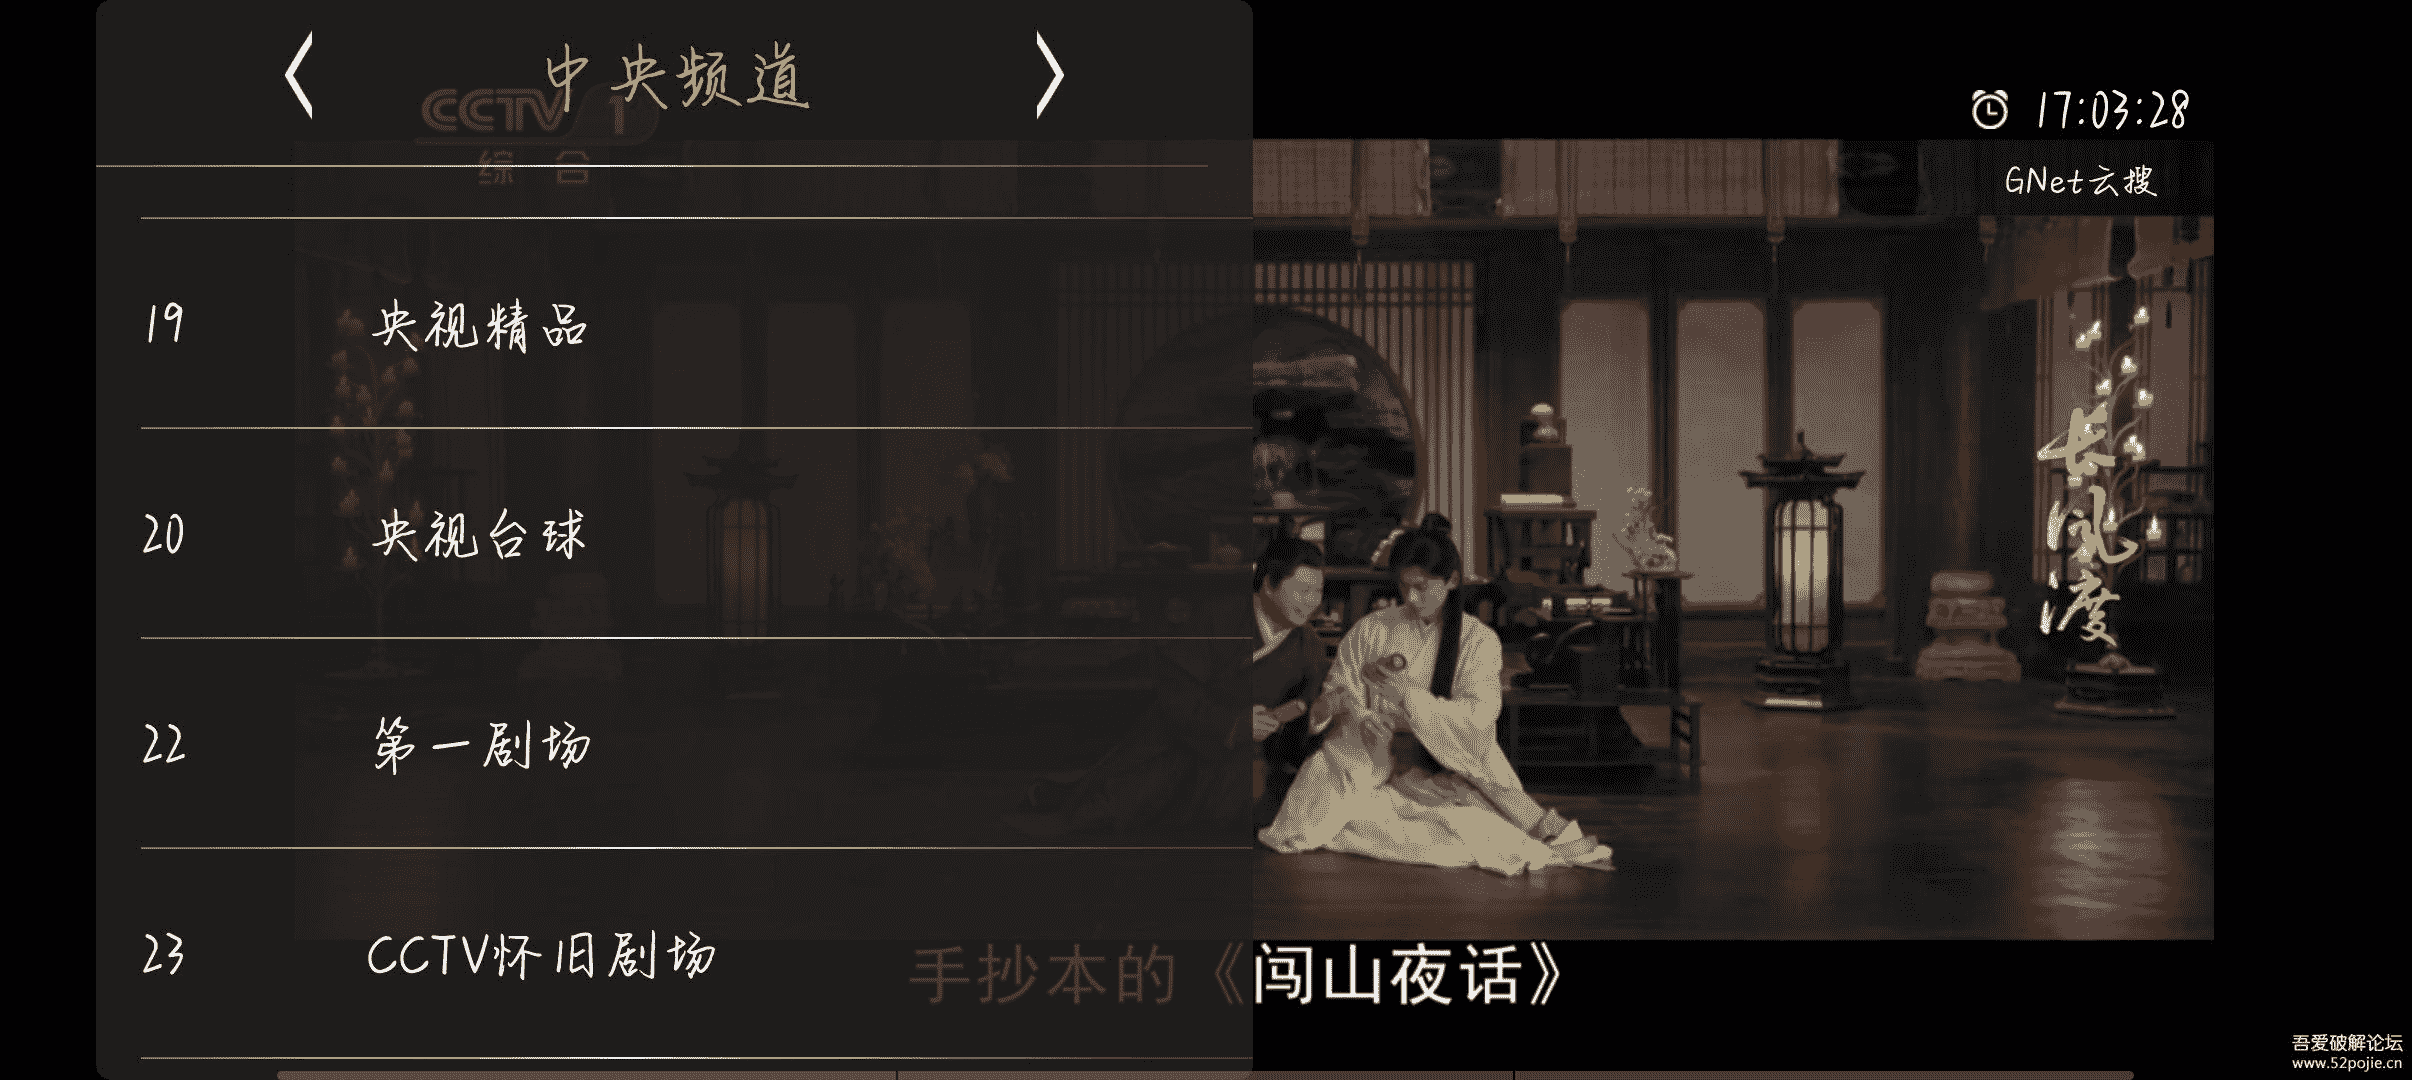 中央频道
CCTV 1
综合
17:03:28
GNet云搜
19 央视精品
20 央视台球
22 第一剧场
23 CCTV怀旧剧场
长风渡
手抄本的《闯山夜话》
吾爱破解论坛
www.52pojie.cn